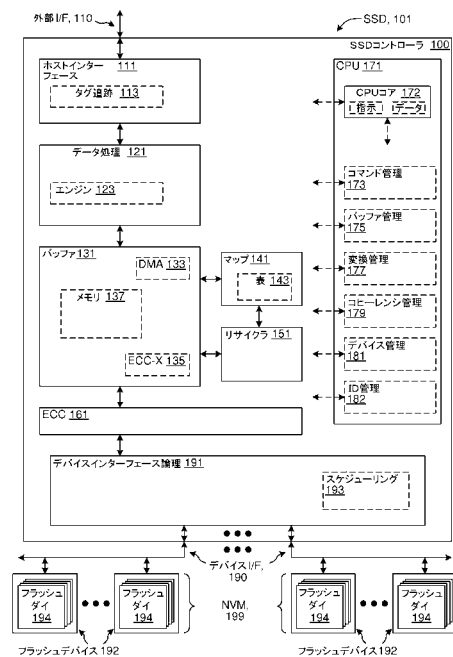 外部I/F, 110
SSD, 101
SSDコントローラ 100
ホストインター
フェース 111
タグ追跡 113
CPU 171
CPUコア 172
指示 データ
データ処理 121
エンジン 123
コマンド管理
173
バッファ管理
175
バッファ131
DMA 133
メモリ 137
ECC-X 135
マップ 141
表 143
変換管理
177
コヒーレンシ管理
179
リサイクラ 151
デバイス管理
181
ID管理
182
ECC 161
デバイスインターフェース論理 191
スケジューリング
193
デバイスI/F,
190
フラッシュ
ダイ
194
フラッシュ
ダイ
194
NVM,
199
フラッシュ
ダイ
194
フラッシュ
ダイ
194
フラッシュデバイス 192
フラッシュデバイス192